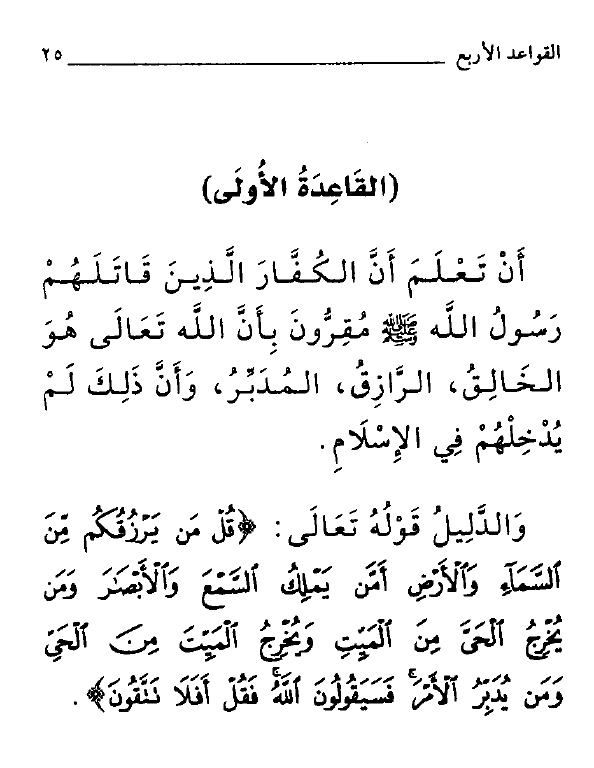 القواعد الأربع ٢٥
(القَاعِدَةُ الأُولَى)
أَنْ تَعْلَمَ أَنَّ الكُفَّارَ الَّذِينَ قَاتَلَهُمْ
رَسُولُ اللَّه ﷺ مُقِرُّونَ بِأَنَّ اللَّه تَعَالَى هُوَ
الخَالِقُ، الرَّازِقُ، المُدَبِّرُ، وَأَنَّ ذَلِكَ لَمْ
يُدْخِلْهُمْ فِي الإِسْلَامِ.
وَالدَّلِيلُ قَوْلُهُ تَعَالَى: ﴿قُلْ مَن يَرْزُقُكُم مِّنَ
السَّمَآءِ وَالْأَرْضِ أَمَّن يَمْلِكُ السَّمْعَ وَالْأَبْصَٰرَ وَمَن
يُخْرِجُ الْحَيَّ مِنَ الْمَيِّتِ وَيُخْرِجُ الْمَيِّتَ مِنَ الْحَيِّ
وَمَن يُدَبِّرُ الْأَمْرَۚ فَسَيَقُولُونَ اللَّهُۚ فَقُلْ أَفَلَا تَتَّقُونَ﴾.